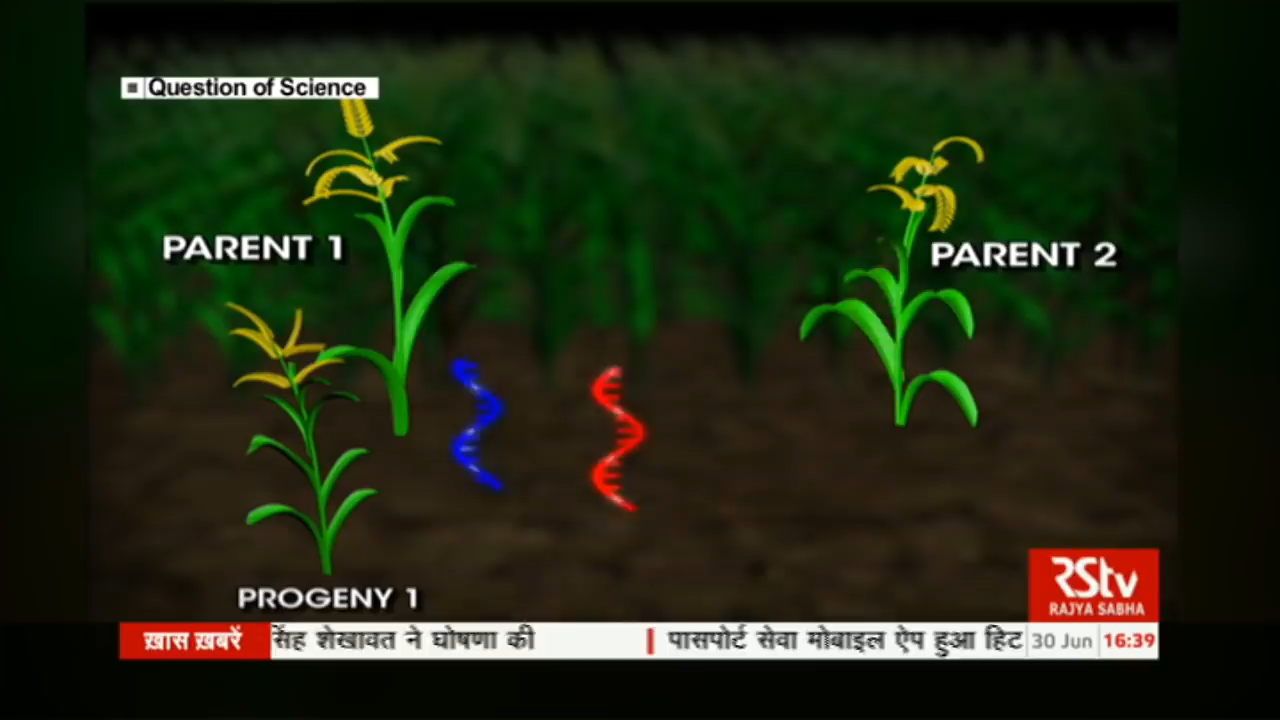 Question of Science
PARENT 1
PARENT 2
PROGENY 1
RStv
RAJYA SABHA
ख़ास ख़बरें
सिंह शेखावत ने घोषणा की | पासपोर्ट सेवा मोबाइल ऐप हुआ हिट
30 Jun 16:39